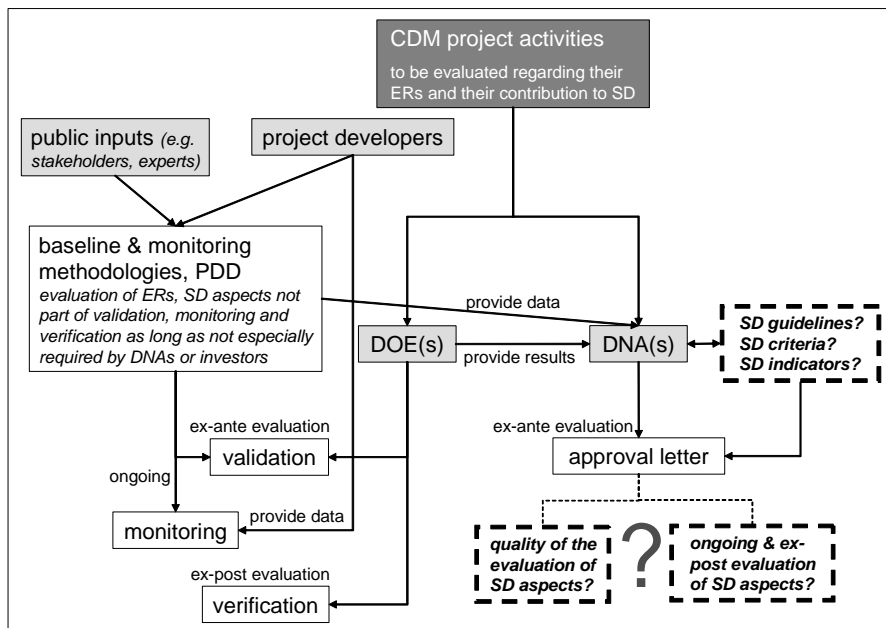 CDM project activities
to be evaluated regarding their
ERs and their contribution to SD
public inputs (e.g.
stakeholders, experts)
project developers
baseline & monitoring
methodologies, PDD
evaluation of ERs, SD aspects not
part of validation, monitoring and
verification as long as not especially
required by DNAs or investors
provide data
DOE(s)
provide results
DNA(s)
SD guidelines?
SD criteria?
SD indicators?
ex-ante evaluation
validation
ex-ante evaluation
approval letter
ongoing
monitoring
provide data
quality of the
evaluation of
SD aspects?
?
ongoing & ex-
post evaluation
of SD aspects?
ex-post evaluation
verification